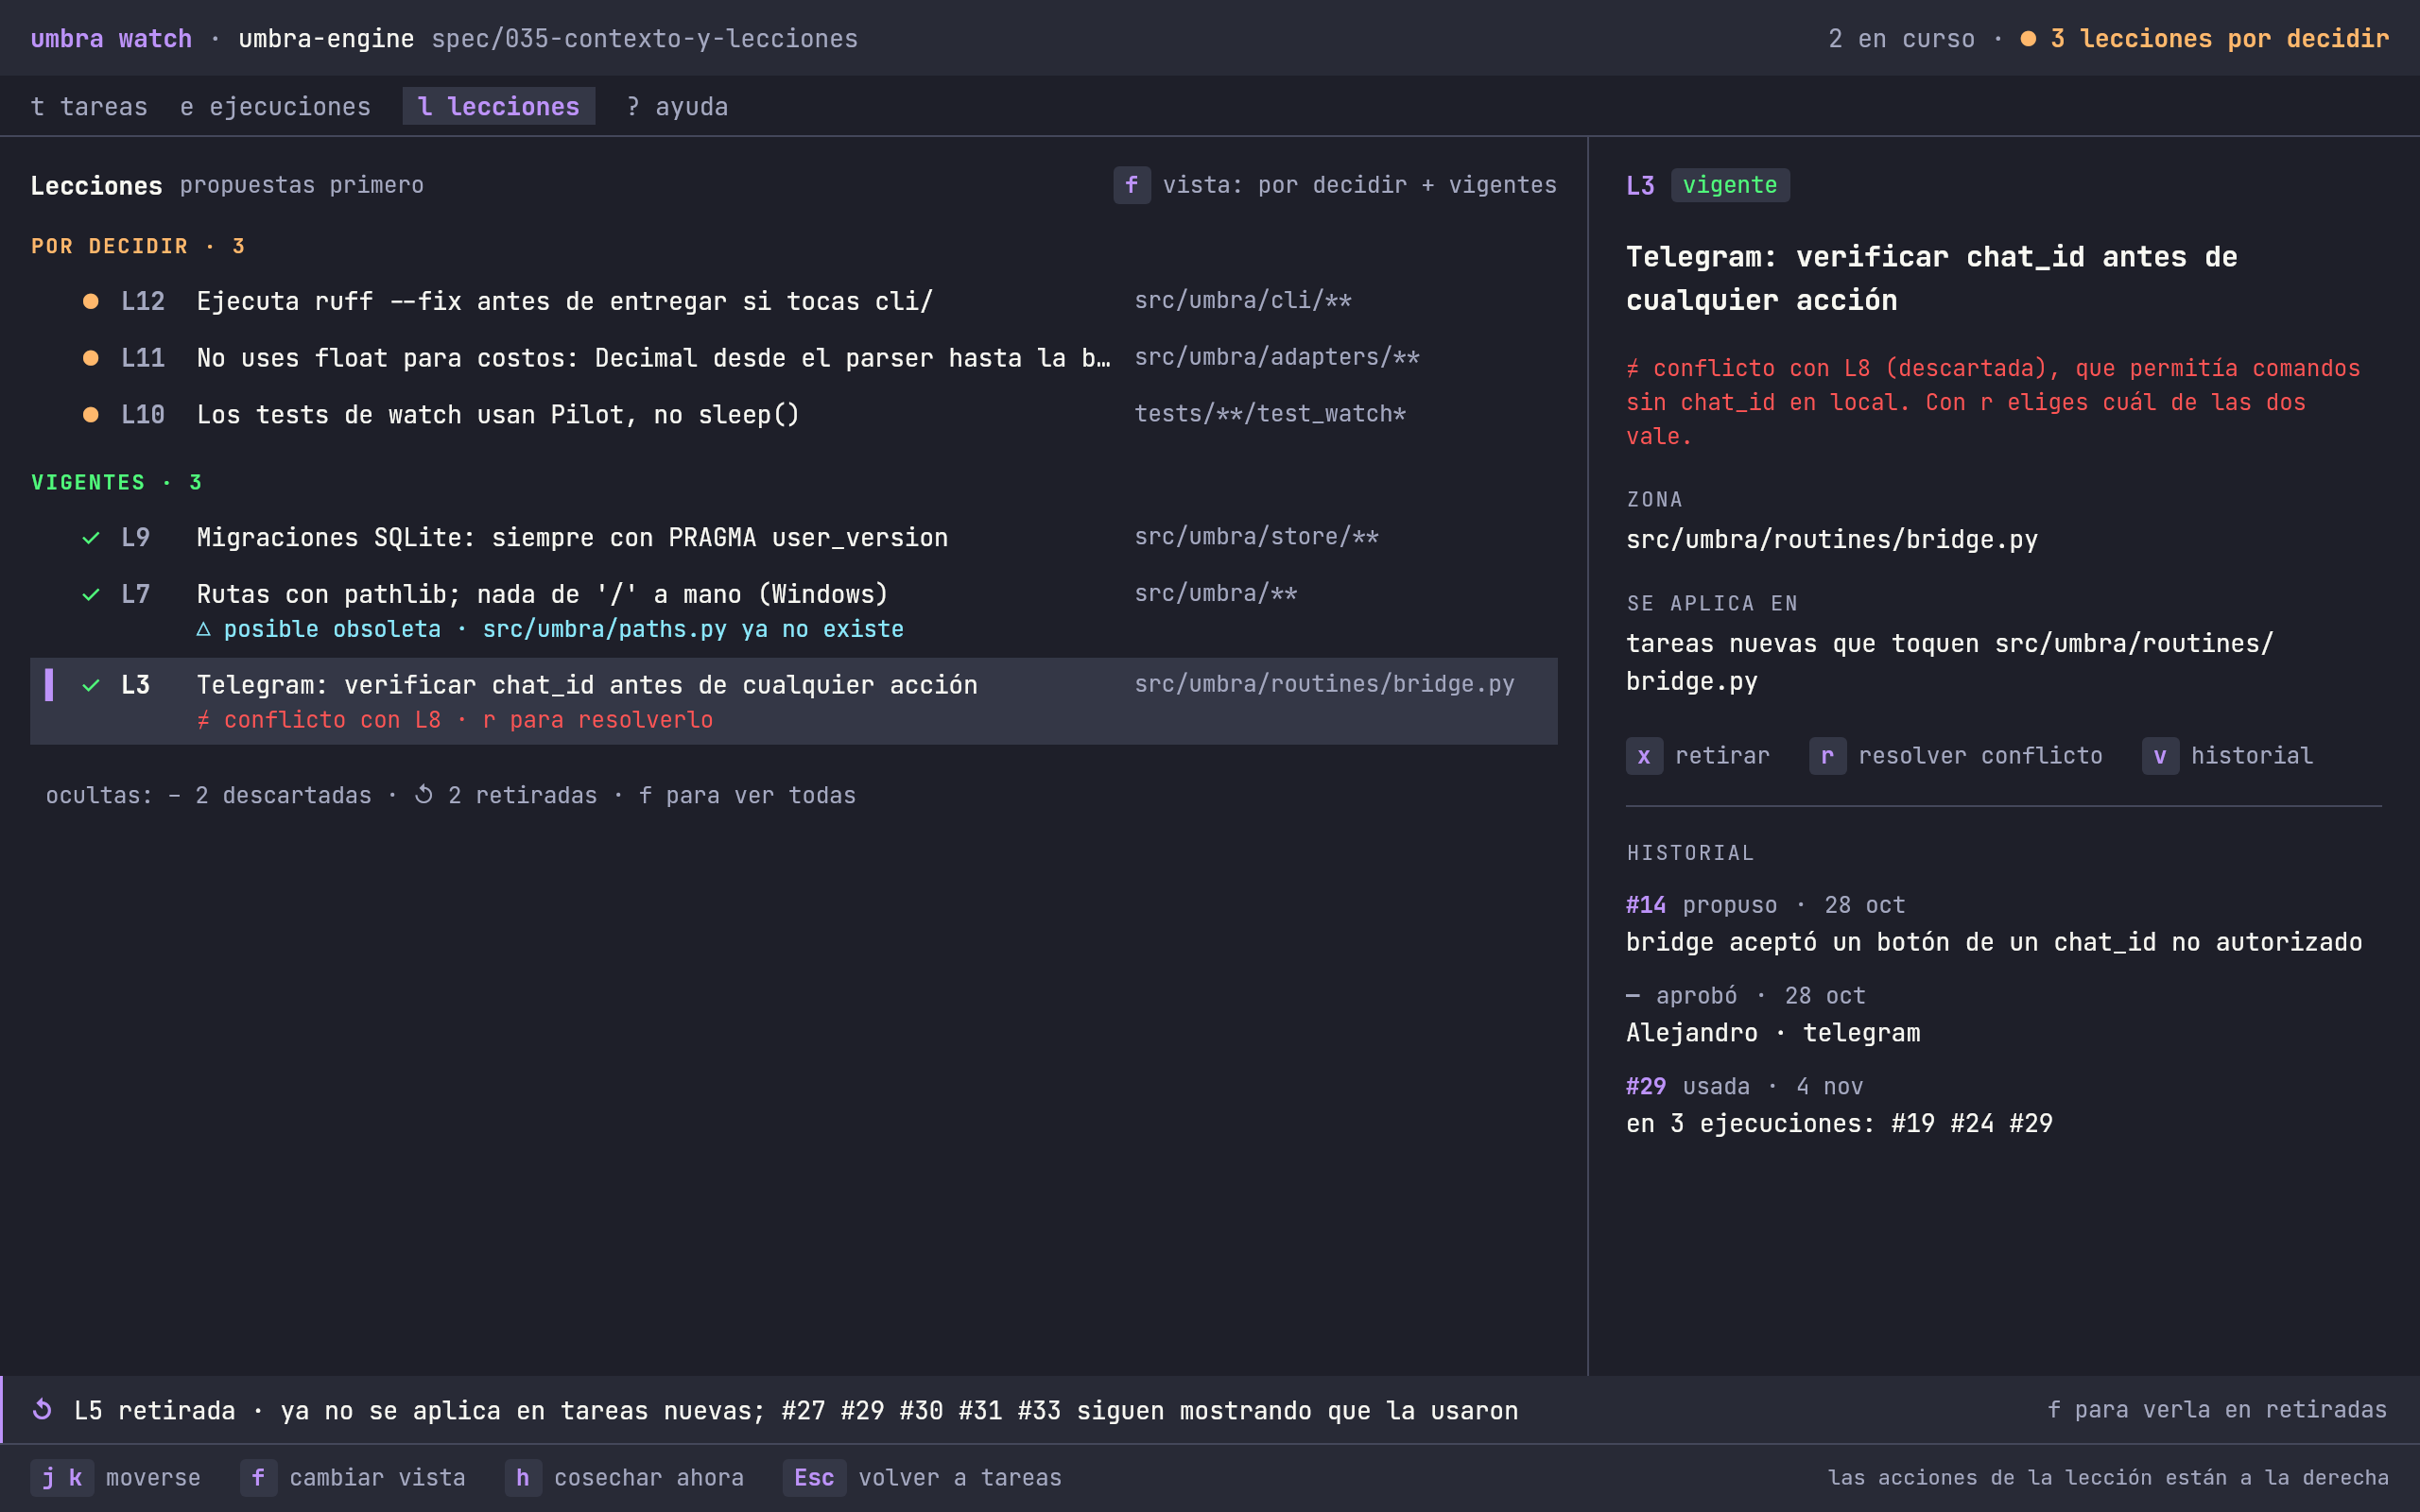 umbra watch · umbra-engine spec/035-contexto-y-lecciones
2 en curso · ● 3 lecciones por decidir
t tareas e ejecuciones l lecciones ? ayuda
Lecciones propuestas primero
f vista: por decidir + vigentes
POR DECIDIR · 3
● L12 Ejecuta ruff --fix antes de entregar si tocas cli/ src/umbra/cli/**
● L11 No uses float para costos: Decimal desde el parser hasta la b… src/umbra/adapters/**
● L10 Los tests de watch usan Pilot, no sleep() tests/**/test_watch*
VIGENTES · 3
✓ L9 Migraciones SQLite: siempre con PRAGMA user_version src/umbra/store/**
✓ L7 Rutas con pathlib; nada de '/' a mano (Windows) src/umbra/**
△ posible obsoleta · src/umbra/paths.py ya no existe
✓ L3 Telegram: verificar chat_id antes de cualquier acción src/umbra/routines/bridge.py
≠ conflicto con L8 · r para resolverlo
ocultas: – 2 descartadas · ↺ 2 retiradas · f para ver todas
L3 vigente
Telegram: verificar chat_id antes de
cualquier acción
≠ conflicto con L8 (descartada), que permitía comandos
sin chat_id en local. Con r eliges cuál de las dos
vale.
ZONA
src/umbra/routines/bridge.py
SE APLICA EN
tareas nuevas que toquen src/umbra/routines/
bridge.py
x retirar r resolver conflicto v historial
HISTORIAL
#14 propuso · 28 oct
bridge aceptó un botón de un chat_id no autorizado
— aprobó · 28 oct
Alejandro · telegram
#29 usada · 4 nov
en 3 ejecuciones: #19 #24 #29
↺ L5 retirada · ya no se aplica en tareas nuevas; #27 #29 #30 #31 #33 siguen mostrando que la usaron
f para verla en retiradas
j k moverse f cambiar vista h cosechar ahora Esc volver a tareas
las acciones de la lección están a la derecha